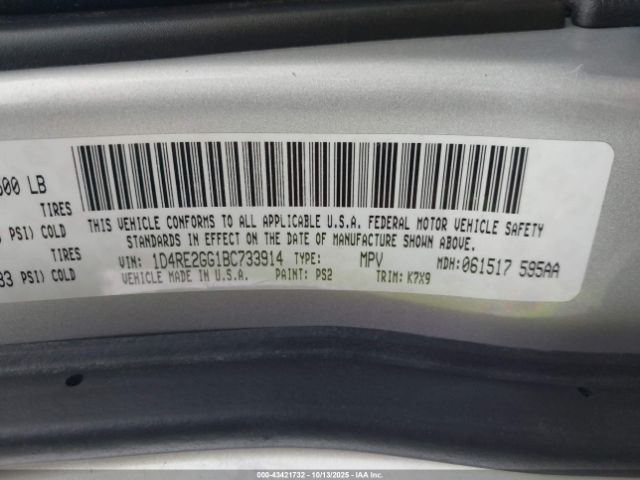 600 LB
TIRES
PSI) COLD
TIRES
83 PSI) COLD
THIS VEHICLE CONFORMS TO ALL APPLICABLE U.S.A. FEDERAL MOTOR VEHICLE SAFETY
STANDARDS IN EFFECT ON THE DATE OF MANUFACTURE SHOWN ABOVE.
VIN: 1D4RE2GG1BC733914 TYPE: MPV MDH: 061517 595AA
VEHICLE MADE IN U.S.A. PAINT: PS2 TRIM: K7X9
000-43421732 - 10/13/2025 - © IAA Inc.